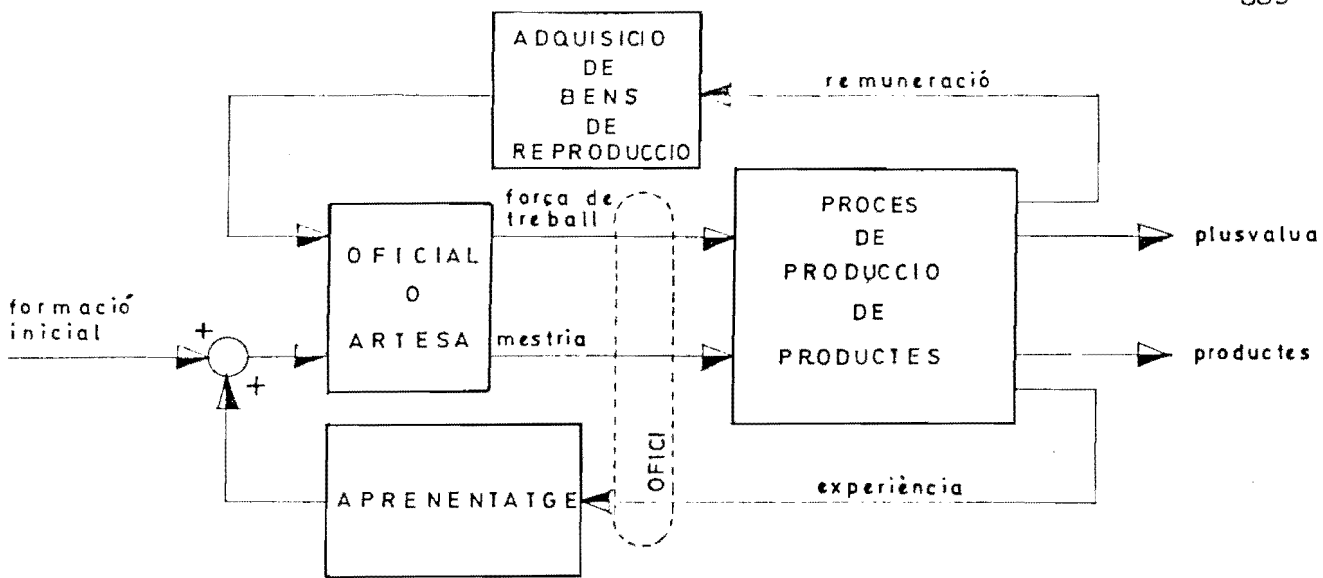 ADQUISICIO
DE
BENS
DE
REPRODUCCIO
remuneració
força de
treball
OFICIAL
O
ARTESA
PROCES
DE
PRODUCCIO
DE
PRODUCTES
plusvalua
formació
inicial
+
+
mestria
productes
OFICI
APRENENTATGE
experiència